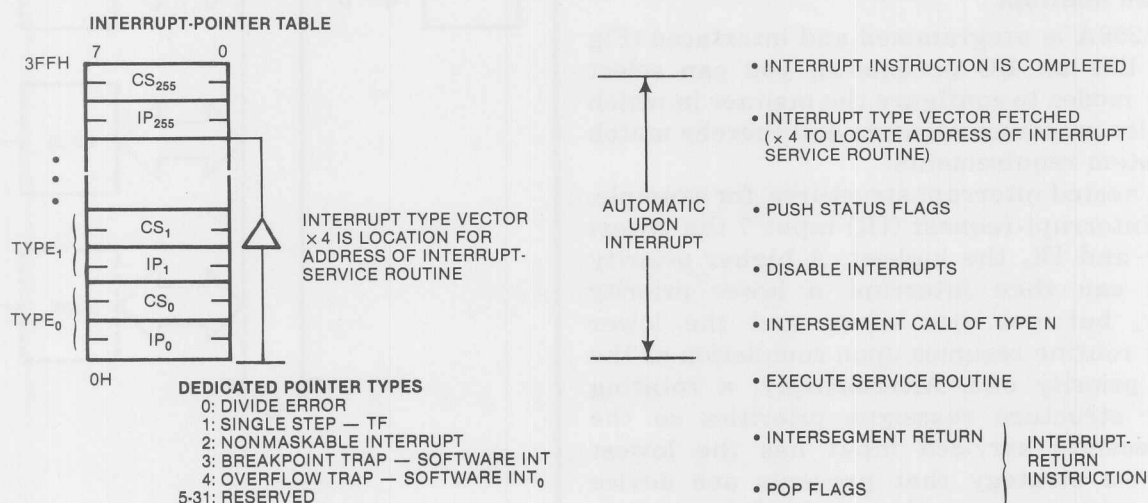 INTERRUPT-POINTER TABLE
7 0
3FFH
CS255
IP255
TYPE1
CS1
IP1
TYPE0
CS0
IP0
0H
INTERRUPT TYPE VECTOR
×4 IS LOCATION FOR
ADDRESS OF INTERRUPT-
SERVICE ROUTINE
DEDICATED POINTER TYPES
0: DIVIDE ERROR
1: SINGLE STEP — TF
2: NONMASKABLE INTERRUPT
3: BREAKPOINT TRAP — SOFTWARE INT
4: OVERFLOW TRAP — SOFTWARE INT0
5-31: RESERVED
AUTOMATIC
UPON
INTERRUPT
• INTERRUPT INSTRUCTION IS COMPLETED
• INTERRUPT TYPE VECTOR FETCHED
(×4 TO LOCATE ADDRESS OF INTERRUPT
SERVICE ROUTINE)
• PUSH STATUS FLAGS
• DISABLE INTERRUPTS
• INTERSEGMENT CALL OF TYPE N
• EXECUTE SERVICE ROUTINE
• INTERSEGMENT RETURN
• POP FLAGS
INTERRUPT-
RETURN
INSTRUCTION